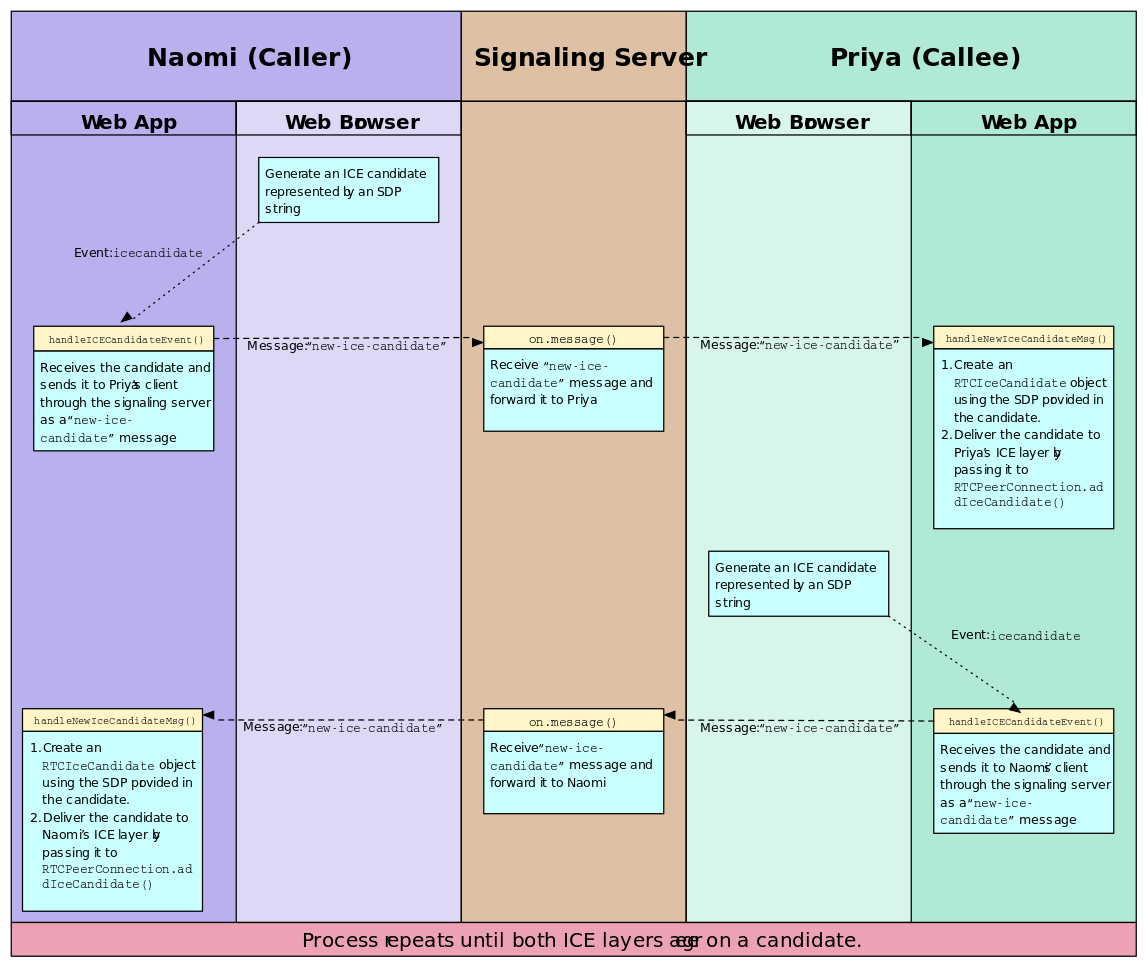 Naomi (Caller)
Signaling Server
Priya (Callee)
Web App
Web Browser
Web Browser
Web App
Generate an ICE candidate
represented by an SDP
string
Event: icecandidate
handleICECandidateEvent()
Receives the candidate and
sends it to Priya's client
through the signaling server
as a “new-ice-
candidate” message
Message: “new-ice-candidate”
on.message()
Receive “new-ice-
candidate” message and
forward it to Priya
Message: “new-ice-candidate”
handleNewIceCandidateMsg()
1. Create an
RTCIceCandidate object
using the SDP provided in
the candidate.
2. Deliver the candidate to
Priya's ICE layer by
passing it to
RTCPeerConnection.ad
dIceCandidate()
Generate an ICE candidate
represented by an SDP
string
Event: icecandidate
handleICECandidateEvent()
Receives the candidate and
sends it to Naomi's client
through the signaling server
as a “new-ice-
candidate” message
Message: “new-ice-candidate”
on.message()
Receive “new-ice-
candidate” message and
forward it to Naomi
Message: “new-ice-candidate”
handleNewIceCandidateMsg()
1. Create an
RTCIceCandidate object
using the SDP provided in
the candidate.
2. Deliver the candidate to
Naomi's ICE layer by
passing it to
RTCPeerConnection.ad
dIceCandidate()
Process repeats until both ICE layers agree on a candidate.